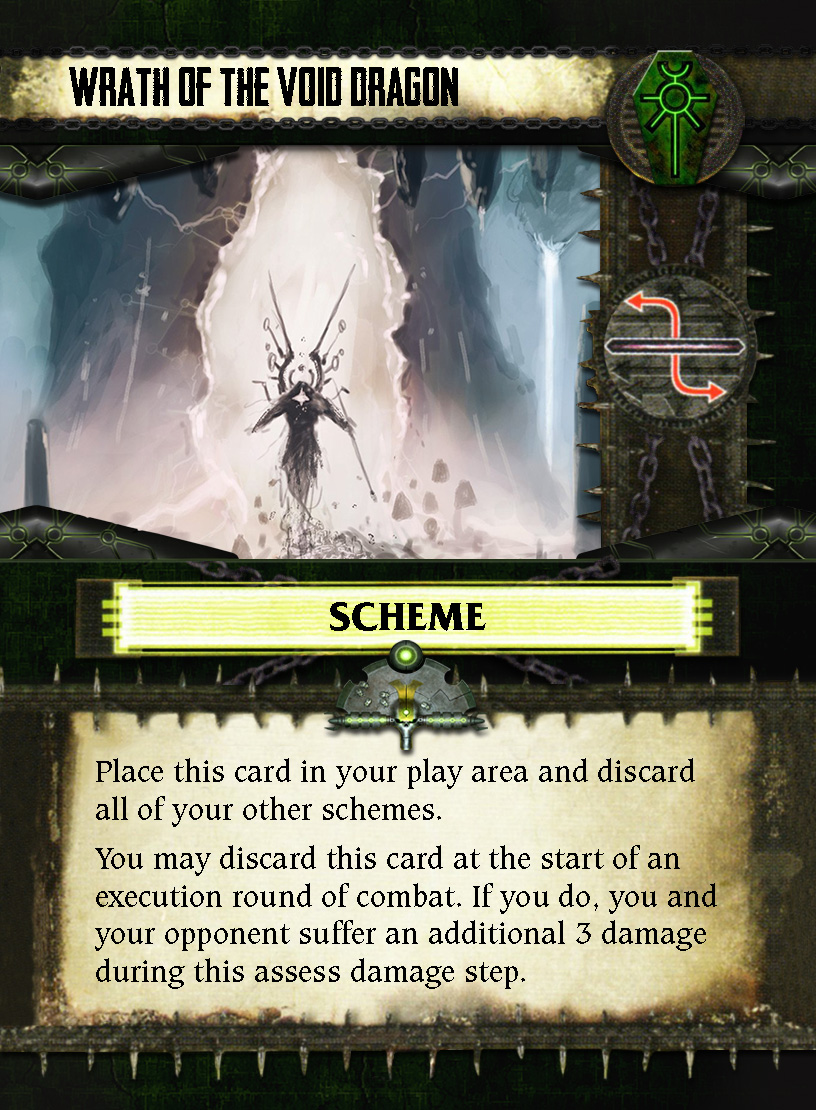 WRATH OF THE VOID DRAGON
SCHEME
Place this card in your play area and discard
all of your other schemes.
You may discard this card at the start of an
execution round of combat. If you do, you and
your opponent suffer an additional 3 damage
during this assess damage step.